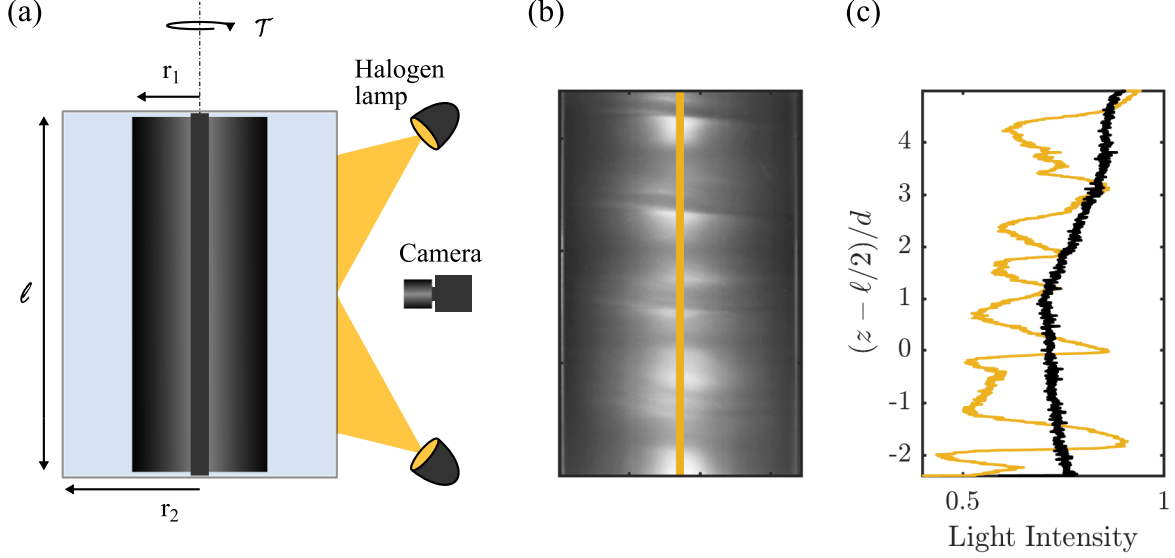 (a)
(b)
(c)
𝒯
r₁
Halogen
lamp
Camera
ℓ
r₂
4
3
2
1
0
-1
-2
(z − ℓ/2)/d
0.5
1
Light Intensity